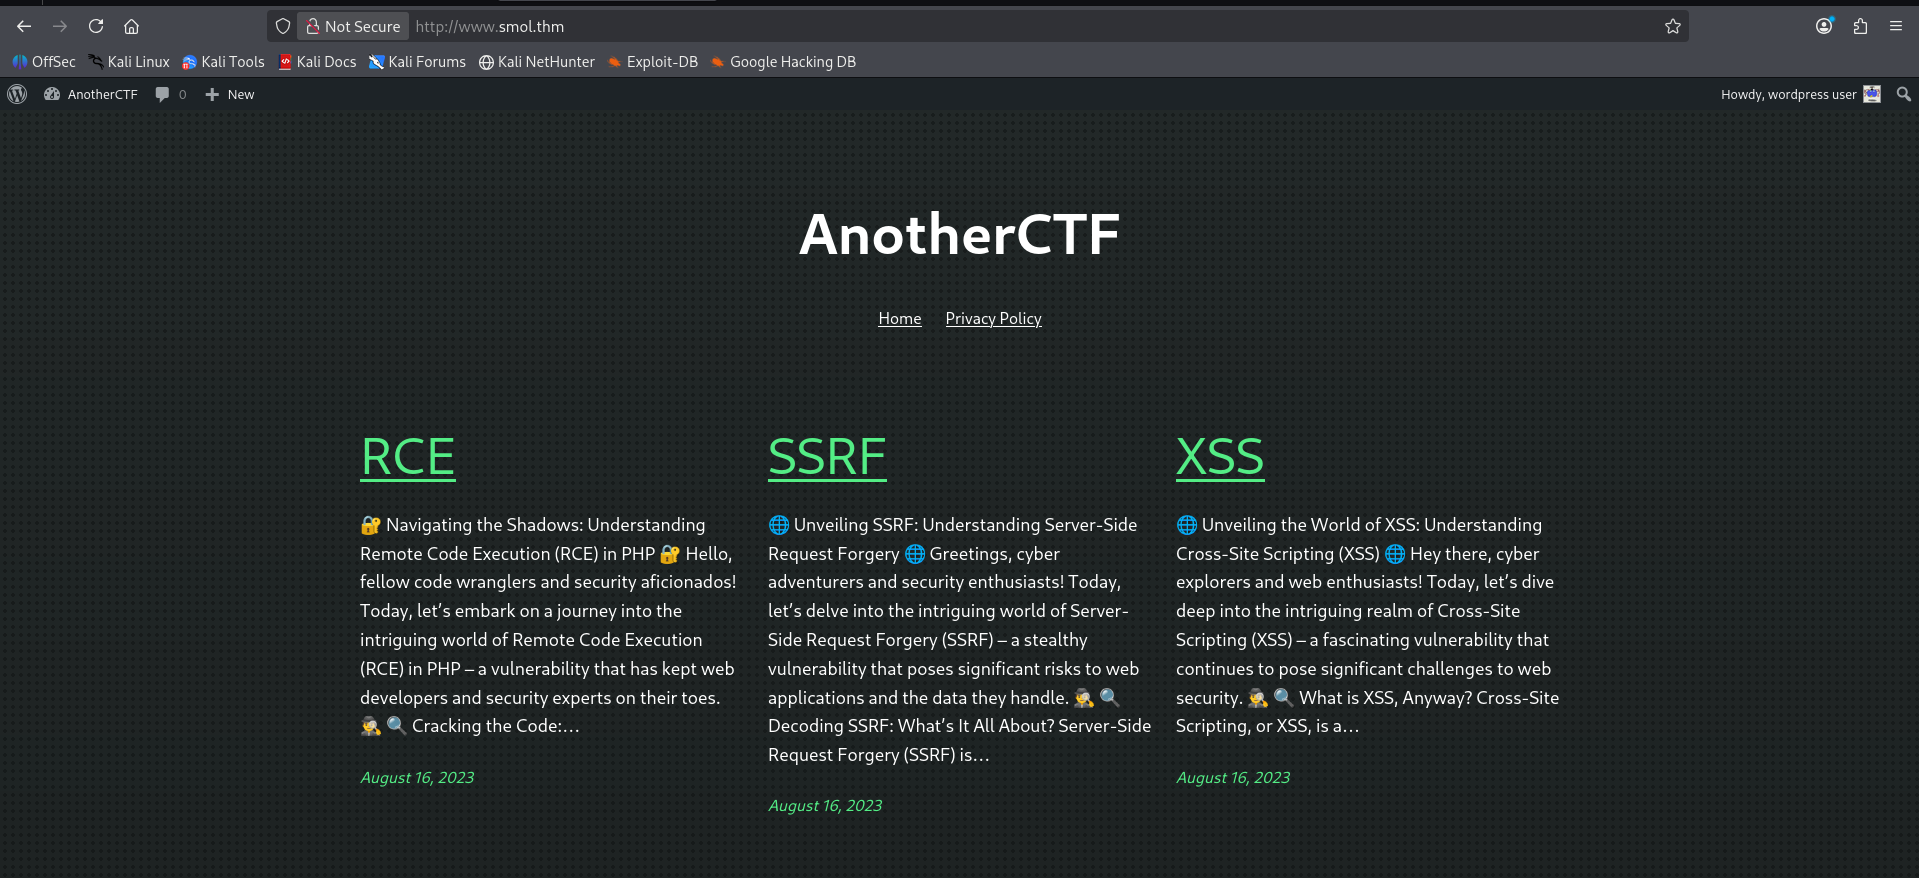 Not Secure http://www.smol.thm
OffSec Kali Linux Kali Tools Kali Docs Kali Forums Kali NetHunter Exploit-DB Google Hacking DB
AnotherCTF 0 New Howdy, wordpress user
AnotherCTF
Home Privacy Policy
RCE
🔐 Navigating the Shadows: Understanding
Remote Code Execution (RCE) in PHP 🔐 Hello,
fellow code wranglers and security aficionados!
Today, let’s embark on a journey into the
intriguing world of Remote Code Execution
(RCE) in PHP – a vulnerability that has kept web
developers and security experts on their toes.
🕵️ 🔍 Cracking the Code:…
August 16, 2023
SSRF
🌐 Unveiling SSRF: Understanding Server-Side
Request Forgery 🌐 Greetings, cyber
adventurers and security enthusiasts! Today,
let’s delve into the intriguing world of Server-
Side Request Forgery (SSRF) – a stealthy
vulnerability that poses significant risks to web
applications and the data they handle. 🕵️ 🔍
Decoding SSRF: What’s It All About? Server-Side
Request Forgery (SSRF) is…
August 16, 2023
XSS
🌐 Unveiling the World of XSS: Understanding
Cross-Site Scripting (XSS) 🌐 Hey there, cyber
explorers and web enthusiasts! Today, let’s dive
deep into the intriguing realm of Cross-Site
Scripting (XSS) – a fascinating vulnerability that
continues to pose significant challenges to web
security. 🕵️ 🔍 What is XSS, Anyway? Cross-Site
Scripting, or XSS, is a…
August 16, 2023